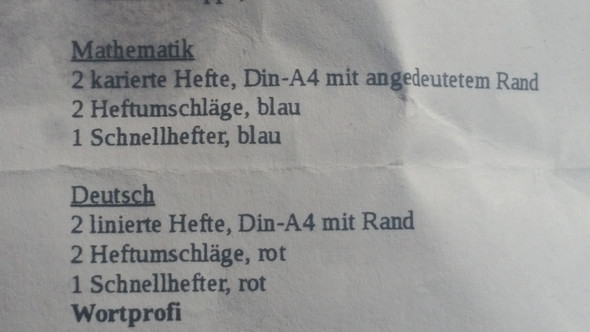 Mathematik
2 karierte Hefte, Din-A4 mit angedeutetem Rand
2 Heftumschläge, blau
1 Schnellhefter, blau
Deutsch
2 linierte Hefte, Din-A4 mit Rand
2 Heftumschläge, rot
1 Schnellhefter, rot
Wortprofi